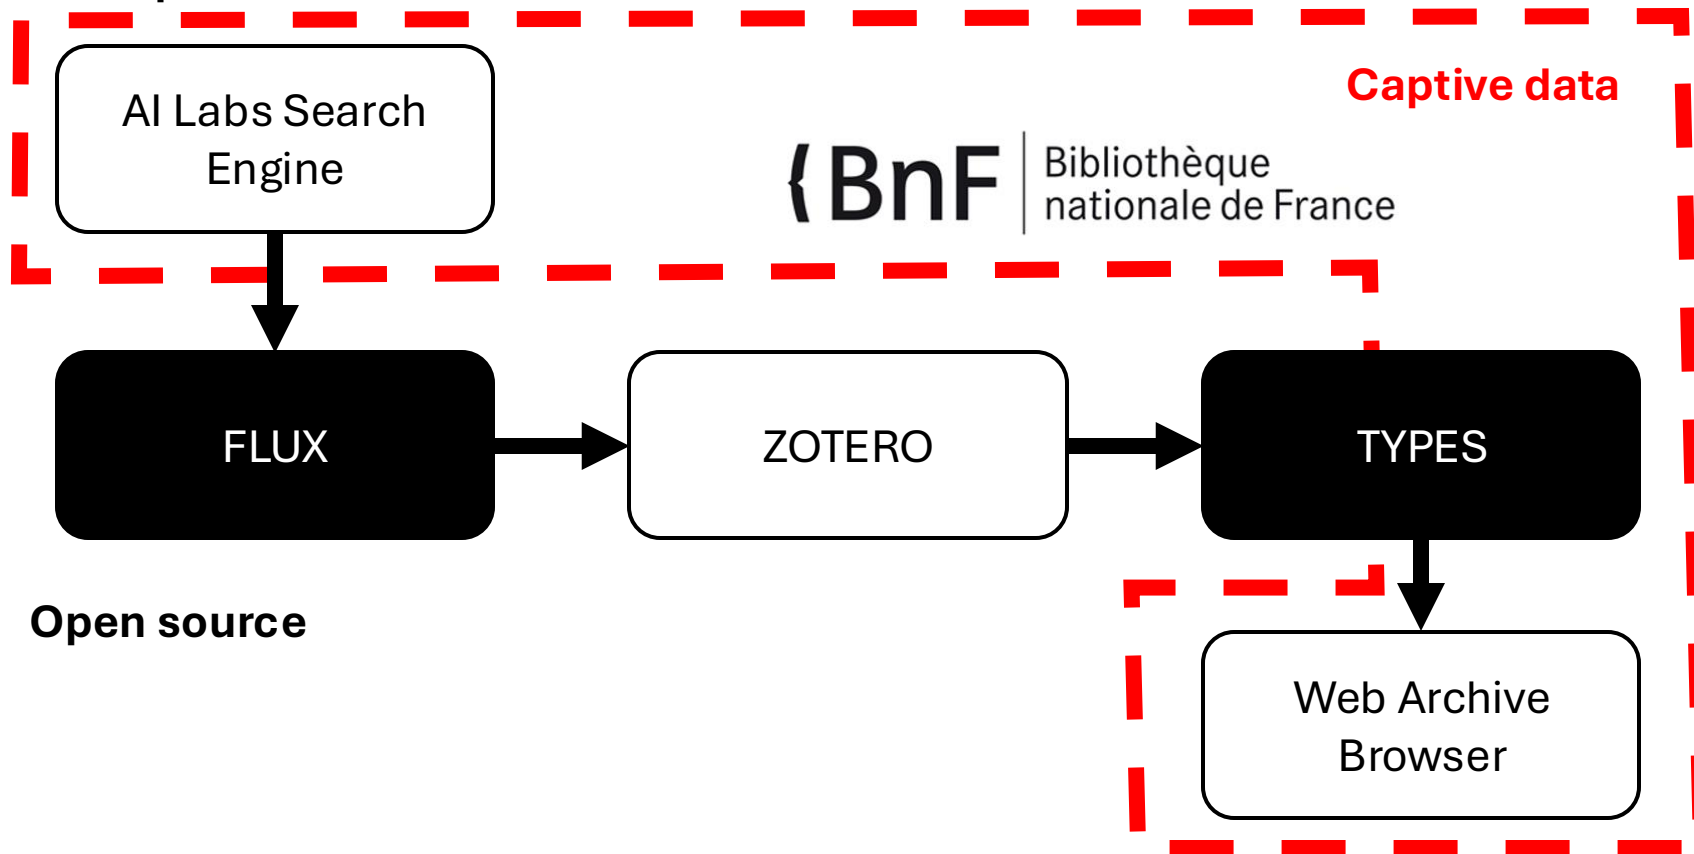 Captive data
AI Labs Search
Engine
{BnF
Bibliothèque
nationale de France
FLUX
ZOTERO
TYPES
Open source
Web Archive
Browser